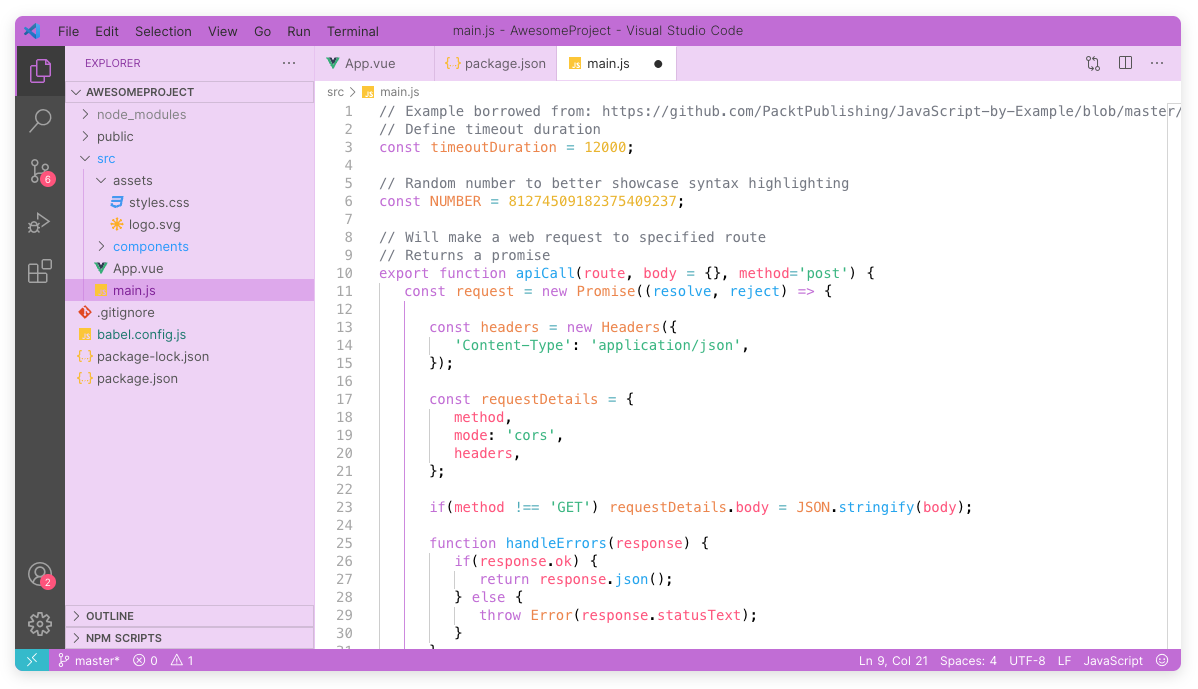 File Edit Selection View Go Run Terminal main.js - AwesomeProject - Visual Studio Code
EXPLORER ···
AWESOMEPROJECT
node_modules
public
src
assets
styles.css
logo.svg
components
App.vue
main.js
.gitignore
babel.config.js
{..} package-lock.json
{..} package.json
OUTLINE
NPM SCRIPTS
6
2
App.vue {..} package.json JS main.js ● ···
src > JS main.js
1 // Example borrowed from: https://github.com/PacktPublishing/JavaScript-by-Example/blob/master/
2 // Define timeout duration
3 const timeoutDuration = 12000;
4
5 // Random number to better showcase syntax highlighting
6 const NUMBER = 81274509182375409237;
7
8 // Will make a web request to specified route
9 // Returns a promise
10 export function apiCall(route, body = {}, method='post') {
11 const request = new Promise((resolve, reject) => {
12
13 const headers = new Headers({
14 'Content-Type': 'application/json',
15 });
16
17 const requestDetails = {
18 method,
19 mode: 'cors',
20 headers,
21 };
22
23 if(method !== 'GET') requestDetails.body = JSON.stringify(body);
24
25 function handleErrors(response) {
26 if(response.ok) {
27 return response.json();
28 } else {
29 throw Error(response.statusText);
30 }
31 }
master* 0 1 Ln 9, Col 21 Spaces: 4 UTF-8 LF JavaScript